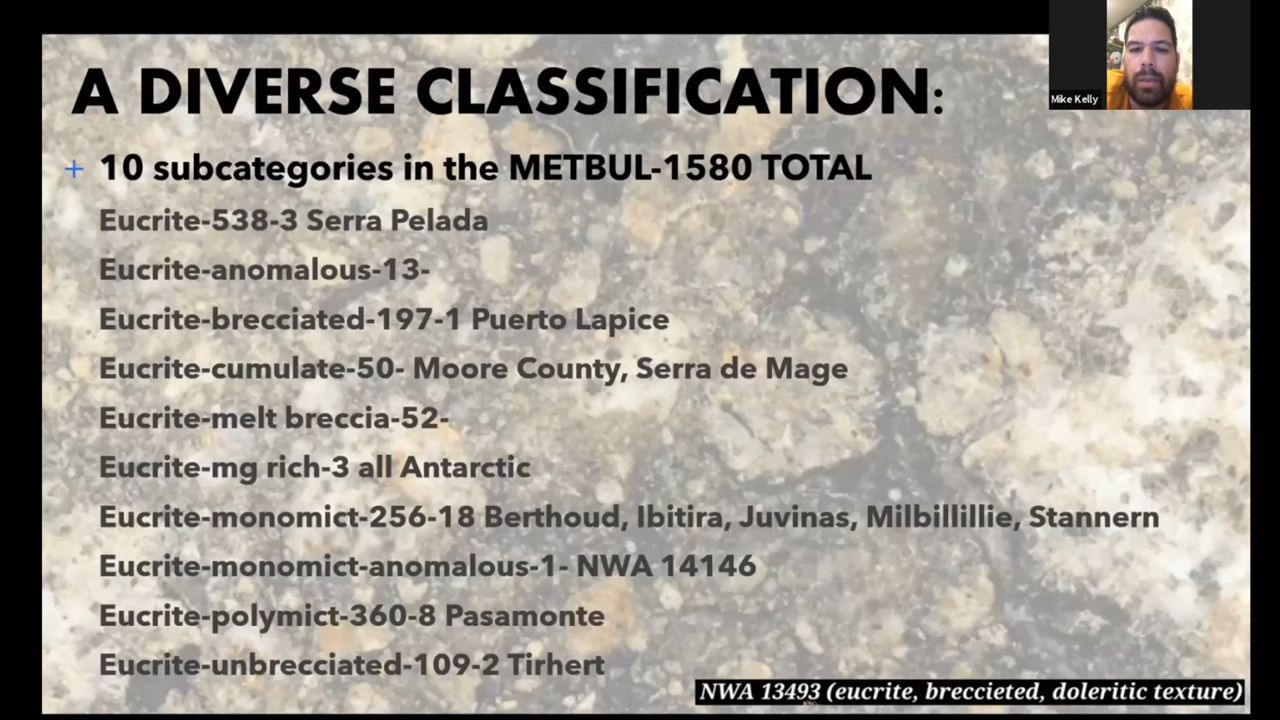 A DIVERSE CLASSIFICATION:
Mike Kelly
+ 10 subcategories in the METBUL-1580 TOTAL
Eucrite-538-3 Serra Pelada
Eucrite-anomalous-13-
Eucrite-brecciated-197-1 Puerto Lapice
Eucrite-cumulate-50- Moore County, Serra de Mage
Eucrite-melt breccia-52-
Eucrite-mg rich-3 all Antarctic
Eucrite-monomict-256-18 Berthoud, Ibitira, Juvinas, Milbillillie, Stannern
Eucrite-monomict-anomalous-1- NWA 14146
Eucrite-polymict-360-8 Pasamonte
Eucrite-unbrecciated-109-2 Tirhert
NWA 13493 (eucrite, breccieted, doleritic texture)